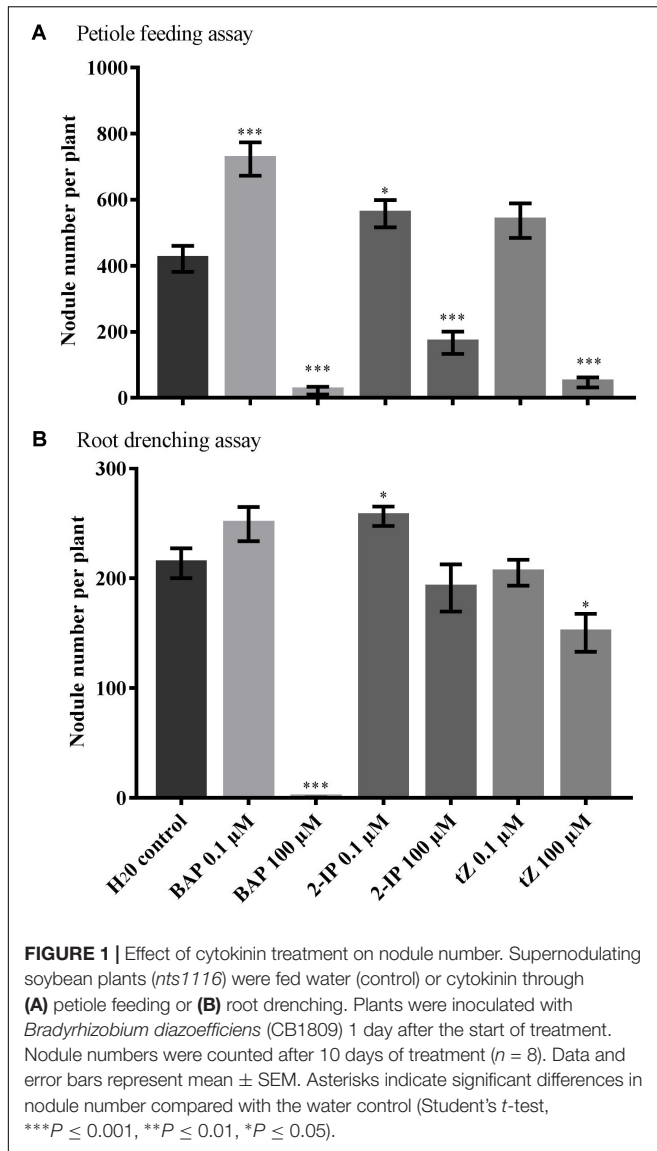 A Petiole feeding assay
1000
800
600
400
200
0
Nodule number per plant
***
***
*
***
***
B Root drenching assay
300
200
100
0
Nodule number per plant
***
*
*
H20 control
BAP 0.1 µM
BAP 100 µM
2-IP 0.1 µM
2-IP 100 µM
tZ 0.1 µM
tZ 100 µM
FIGURE 1 | Effect of cytokinin treatment on nodule number. Supernodulating
soybean plants (nts1116) were fed water (control) or cytokinin through
(A) petiole feeding or (B) root drenching. Plants were inoculated with
Bradyrhizobium diazoefficiens (CB1809) 1 day after the start of treatment.
Nodule numbers were counted after 10 days of treatment (n = 8). Data and
error bars represent mean ± SEM. Asterisks indicate significant differences in
nodule number compared with the water control (Student's t-test,
***P ≤ 0.001, **P ≤ 0.01, *P ≤ 0.05).